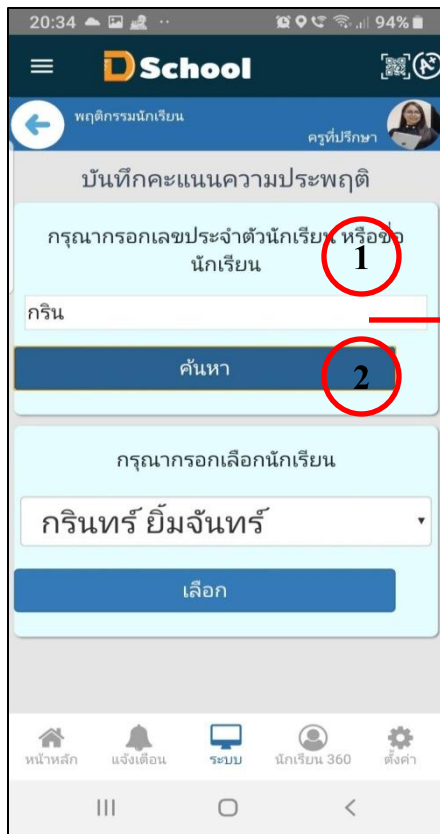 20:34
94%
D School
พฤติกรรมนักเรียน
ครูที่ปรึกษา
บันทึกคะแนนความประพฤติ
กรุณากรอกเลขประจำตัวนักเรียน หรือชื่อ
นักเรียน
1
กริน
ค้นหา
2
กรุณากรอกเลือกนักเรียน
กรินทร์ ยิ้มจันทร์
เลือก
หน้าหลัก แจ้งเตือน ระบบ นักเรียน 360 ตั้งค่า